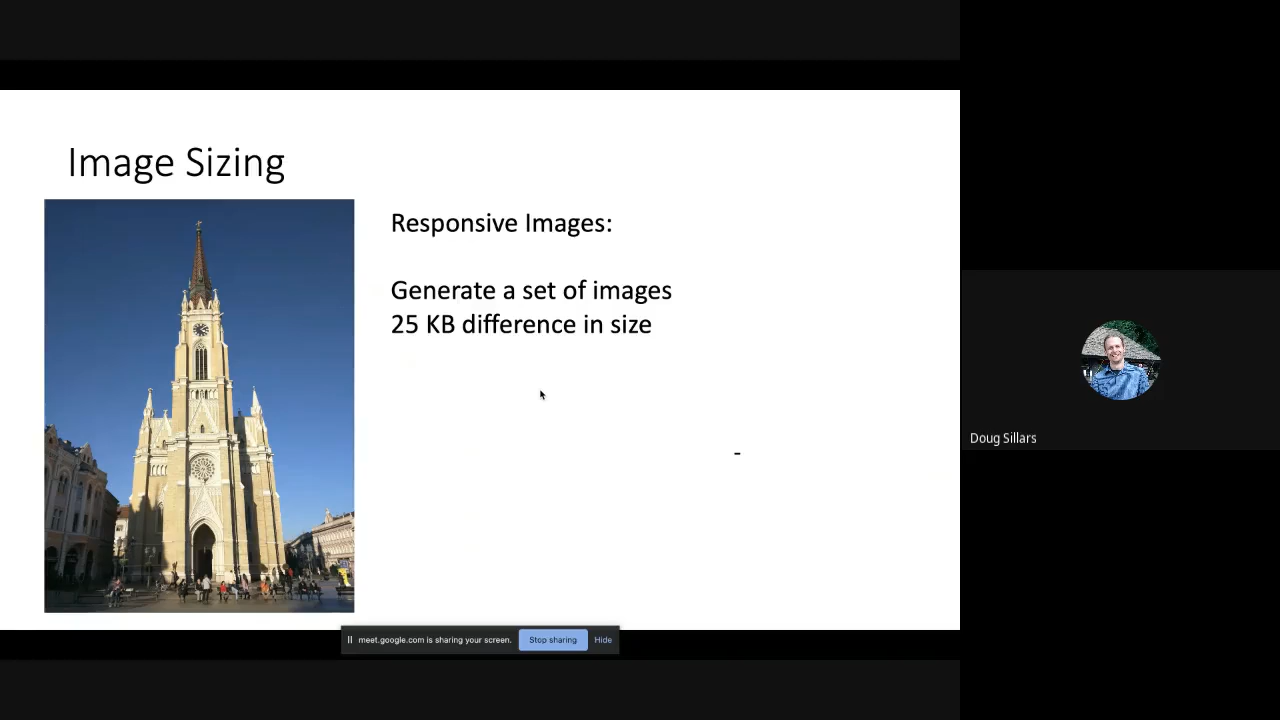 Image Sizing
Responsive Images:
Generate a set of images
25 KB difference in size
-
Doug Sillars
meet.google.com is sharing your screen.
Stop sharing
Hide